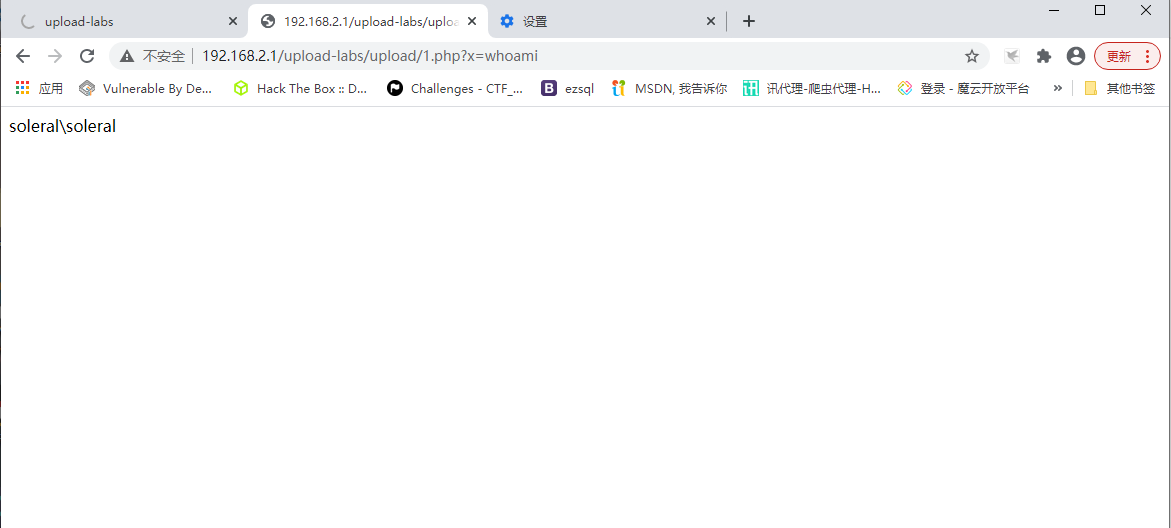 upload-labs
192.168.2.1/upload-labs/uploa
设置
不安全
192.168.2.1/upload-labs/upload/1.php?x=whoami
更新
应用
Vulnerable By De...
Hack The Box :: D...
Challenges - CTF_...
B
ezsql
MSDN, 我告诉你
讯代理-爬虫代理-H...
登录 - 魔云开放平台
»
其他书签
soleral\soleral